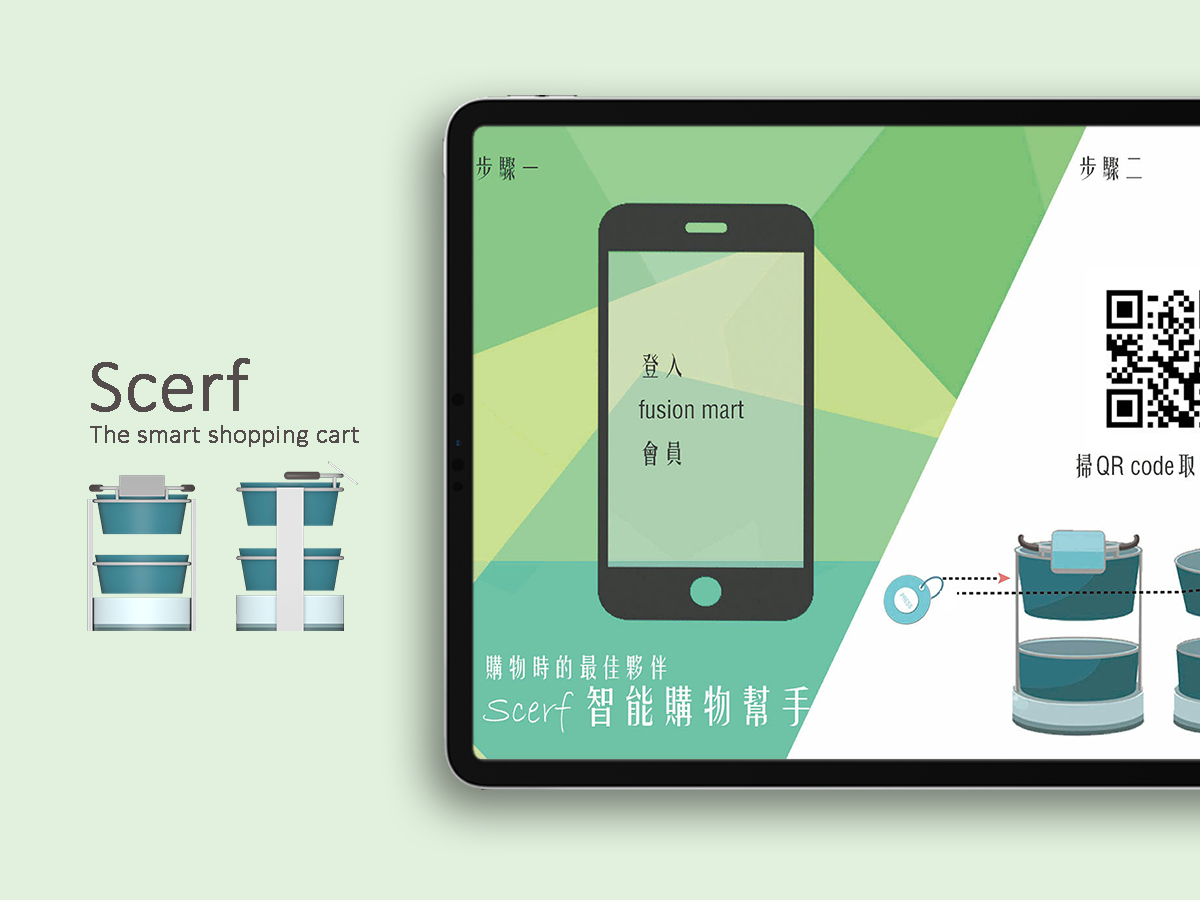 Scerf
The smart shopping cart
步驟一
登入
fusion mart
會員
購物時的最佳夥伴
Scerf 智能購物幫手
步驟二
掃QR code取
PRESS